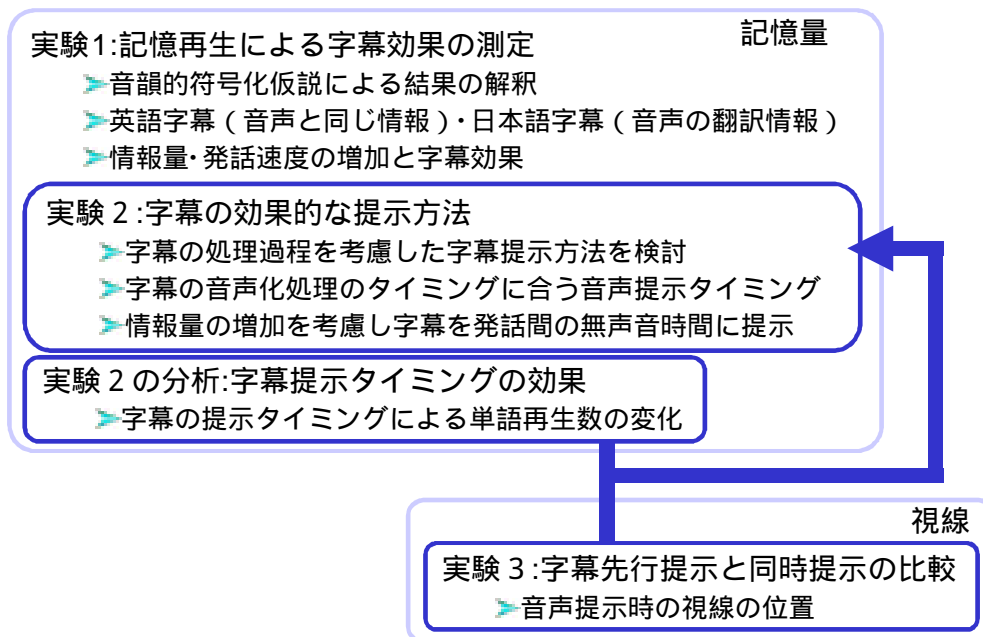 記憶量
実験1:記憶再生による字幕効果の測定
➢音韻的符号化仮説による結果の解釈
➢英語字幕(音声と同じ情報)・日本語字幕(音声の翻訳情報)
➢情報量・発話速度の増加と字幕効果
実験2:字幕の効果的な提示方法
➢字幕の処理過程を考慮した字幕提示方法を検討
➢字幕の音声化処理のタイミングに合う音声提示タイミング
➢情報量の増加を考慮し字幕を発話間の無声音時間に提示
実験2の分析:字幕提示タイミングの効果
➢字幕の提示タイミングによる単語再生数の変化
視線
実験3:字幕先行提示と同時提示の比較
➢音声提示時の視線の位置